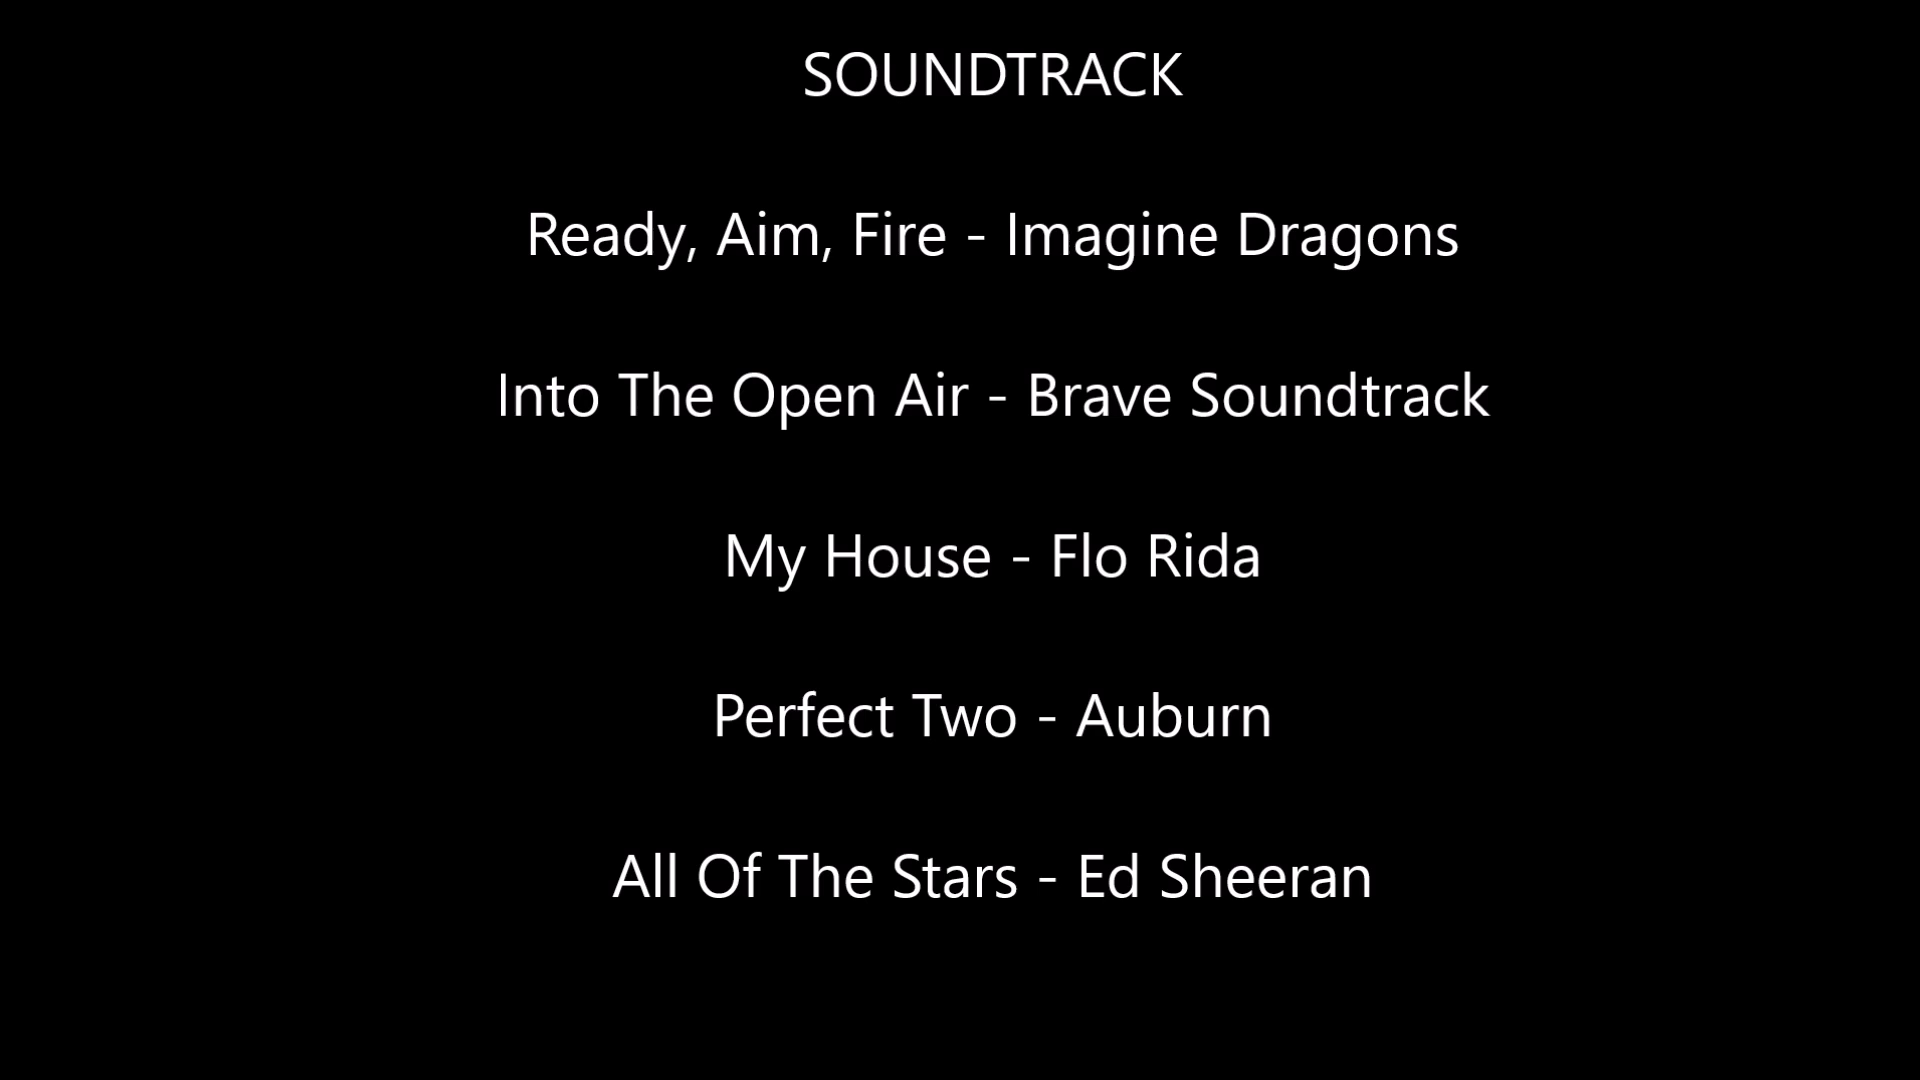 SOUNDTRACK
Ready, Aim, Fire - Imagine Dragons
Into The Open Air - Brave Soundtrack
My House - Flo Rida
Perfect Two - Auburn
All Of The Stars - Ed Sheeran